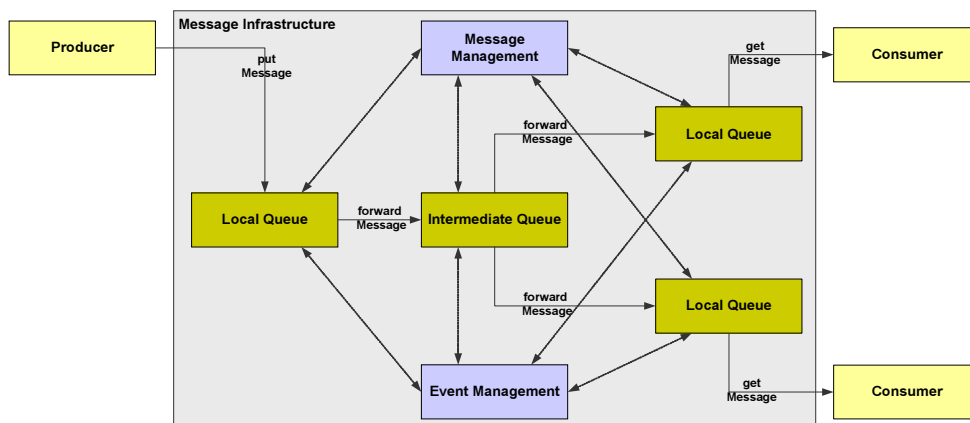 Message Infrastructure
Producer
put
Message
Message
Management
get
Message
Consumer
forward
Message
Local Queue
Local Queue
forward
Message
Intermediate Queue
forward
Message
Local Queue
Event Management
get
Message
Consumer